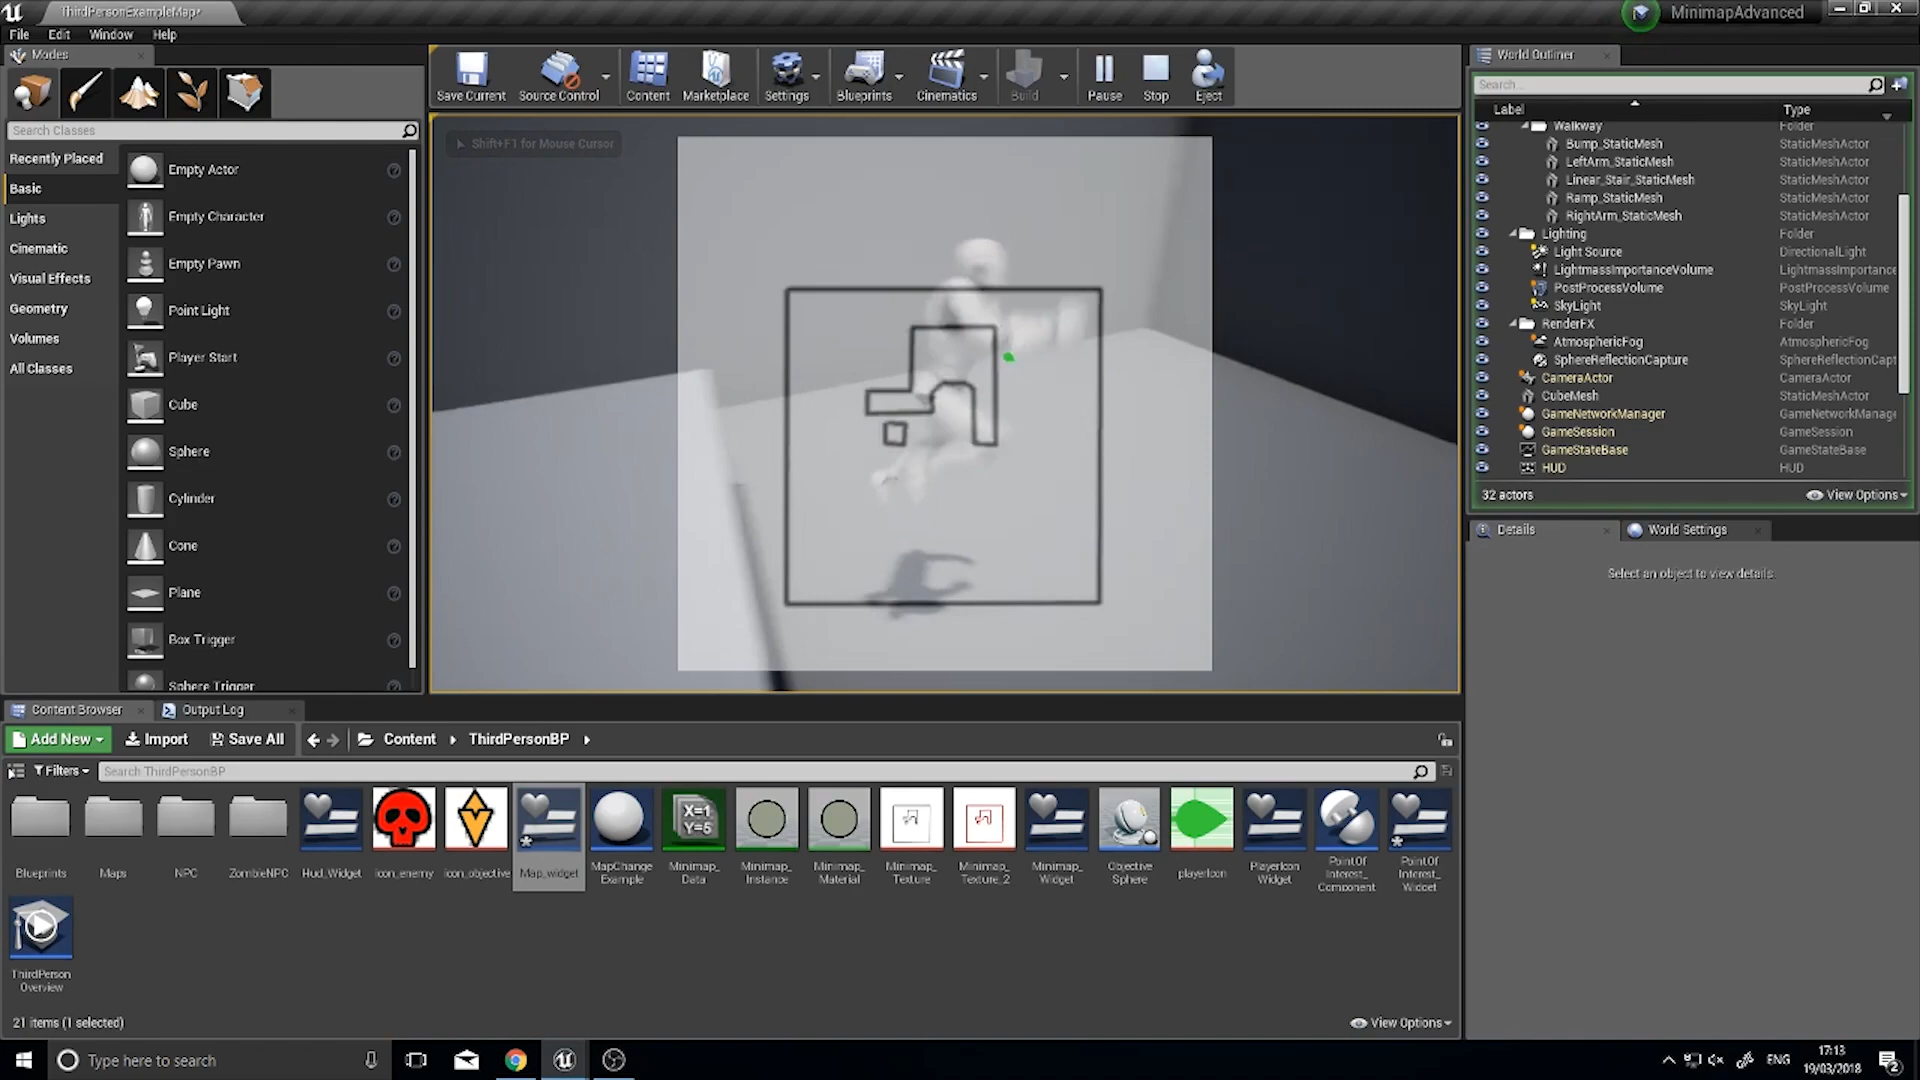 ThirdPersonExampleMap*
MinimapAdvanced
File Edit Window Help
Modes
Search Classes
Recently Placed
Basic
Lights
Cinematic
Visual Effects
Geometry
Volumes
All Classes
Empty Actor
Empty Character
Empty Pawn
Point Light
Player Start
Cube
Sphere
Cylinder
Cone
Plane
Box Trigger
Sphere Trigger
Save Current
Source Control
Content
Marketplace
Settings
Blueprints
Cinematics
Build
Pause
Stop
Eject
Shift+F1 for Mouse Cursor
World Outliner
Search...
Label Type
Walkway Folder
Bump_StaticMesh StaticMeshActor
LeftArm_StaticMesh StaticMeshActor
Linear_Stair_StaticMesh StaticMeshActor
Ramp_StaticMesh StaticMeshActor
RightArm_StaticMesh StaticMeshActor
Lighting Folder
Light Source DirectionalLight
LightmassImportanceVolume LightmassImportance
PostProcessVolume PostProcessVolume
SkyLight SkyLight
RenderFX Folder
AtmosphericFog AtmosphericFog
SphereReflectionCapture SphereReflectionCapt
CameraActor CameraActor
CubeMesh StaticMeshActor
GameNetworkManager GameNetworkManage
GameSession GameSession
GameStateBase GameStateBase
HUD HUD
32 actors View Options
Details
World Settings
Select an object to view details.
Content Browser
Output Log
Add New Import Save All Content ThirdPersonBP
Filters
Search ThirdPersonBP
X=1
Y=5
Blueprints
Maps
NPC
ZombieNPC
Hud_Widget
icon_enemy
icon_objective
Map_widget
MapChange
Example
Minimap_
Data
Minimap_
Instance
Minimap_
Material
Minimap_
Texture
Minimap_
Texture_2
Minimap_
Widget
Objective
Sphere
playerIcon
PlayerIcon
Widget
PointOf
Interest_
Component
PointOf
Interest_
Widget
ThirdPerson
Overview
21 items (1 selected)
View Options
Type here to search
ENG
17:13
19/03/2018
2